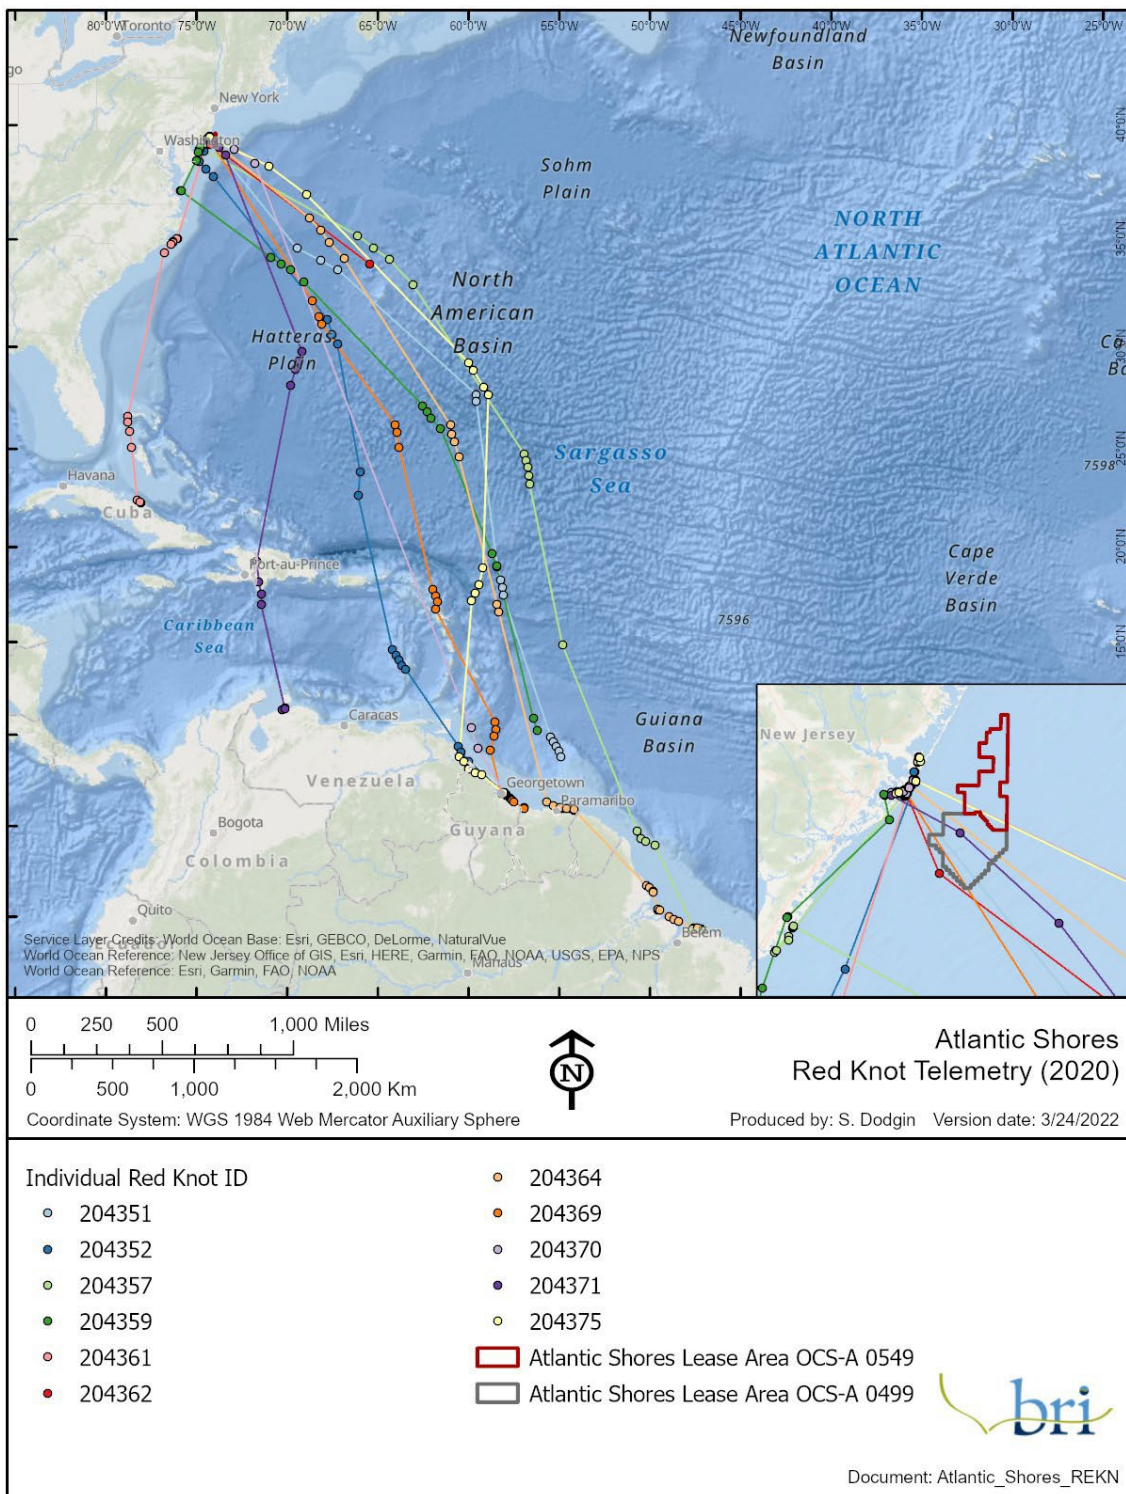 80°0'W
75°0'W
70°0'W
65°0'W
60°0'W
55°0'W
50°0'W
45°0'W
40°0'W
35°0'W
30°0'W
25°0'W
Toronto
Newfoundland
Basin
go
New York
40°0'N
Washington
Sohm
Plain
NORTH
ATLANTIC
OCEAN
35°0'N
North
American
Basin
Hatteras
Plain
30°0'N
Ca
Ba
Sargasso
Sea
25°0'N
7598
Havana
Cuba
20°0'N
Port-au-Prince
Cape
Verde
Basin
Caribbean
Sea
7596
15°0'N
Guiana
Basin
Caracas
Venezuela
Georgetown
Paramaribo
Guyana
Bogota
Colombia
Quito
Ecuador
Belem
Manaus
New Jersey
Service Layer Credits: World Ocean Base: Esri, GEBCO, DeLorme, NaturalVue
World Ocean Reference: New Jersey Office of GIS, Esri, HERE, Garmin, FAO, NOAA, USGS, EPA, NPS
World Ocean Reference: Esri, Garmin, FAO, NOAA
0 250 500 1,000 Miles
0 500 1,000 2,000 Km
Coordinate System: WGS 1984 Web Mercator Auxiliary Sphere
N
Atlantic Shores
Red Knot Telemetry (2020)
Produced by: S. Dodgin Version date: 3/24/2022
Individual Red Knot ID
204351
204352
204357
204359
204361
204362
204364
204369
204370
204371
204375
Atlantic Shores Lease Area OCS-A 0549
Atlantic Shores Lease Area OCS-A 0499
bri
Document: Atlantic_Shores_REKN